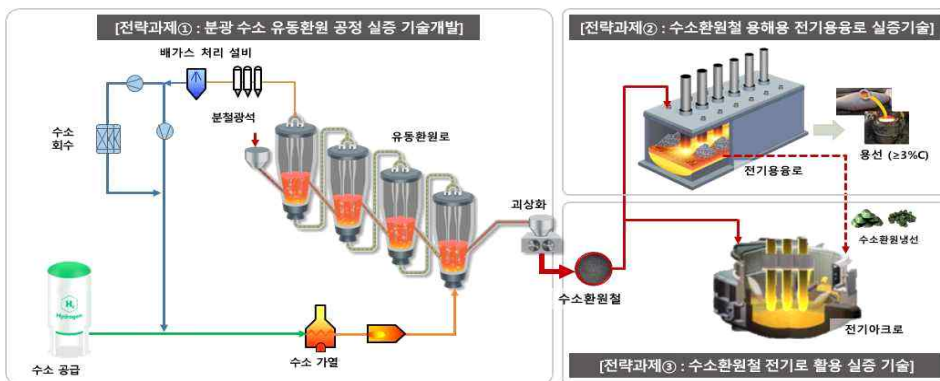 [전략과제① : 분광 수소 유동환원 공정 실증 기술개발]
배가스 처리 설비
분철광석
수소
회수
유동환원로
괴상화
수소환원철
H₂
Hydrogen
수소 공급
수소 가열
[전략과제② : 수소환원철 용해용 전기용융로 실증기술]
용선 (≥3%C)
전기용융로
수소환원냉선
전기아크로
[전략과제③ : 수소환원철 전기로 활용 실증 기술]